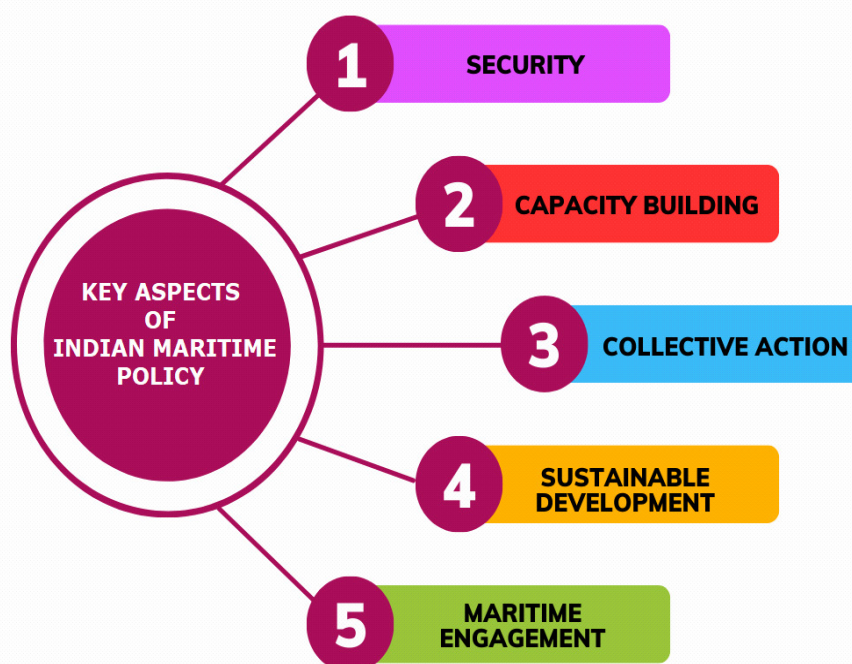 1
SECURITY
2
CAPACITY BUILDING
KEY ASPECTS
OF
INDIAN MARITIME
POLICY
3
COLLECTIVE ACTION
4
SUSTAINABLE
DEVELOPMENT
5
MARITIME
ENGAGEMENT